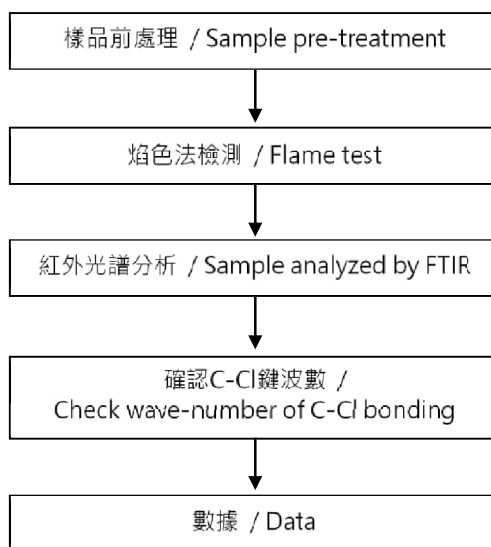 樣品前處理 / Sample pre-treatment
焰色法檢測 / Flame test
紅外光譜分析 / Sample analyzed by FTIR
確認C-Cl鍵波數 /
Check wave-number of C-Cl bonding
數據 / Data